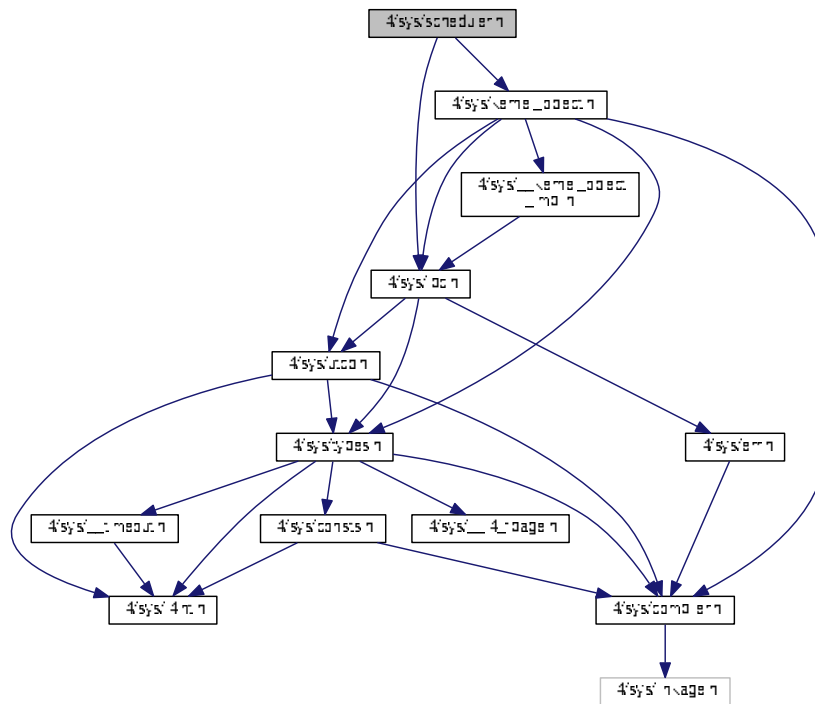 l4/sys/scheduler.h
l4/sys/kernel_object.h
l4/sys/__kernel_object
_impl.h
l4/sys/ipc.h
l4/sys/utcb.h
l4/sys/types.h
l4/sys/err.h
l4/sys/__timeout.h
l4/sys/consts.h
l4/sys/__l4_fpage.h
l4/sys/l4int.h
l4/sys/compiler.h
l4/sys/linkage.h